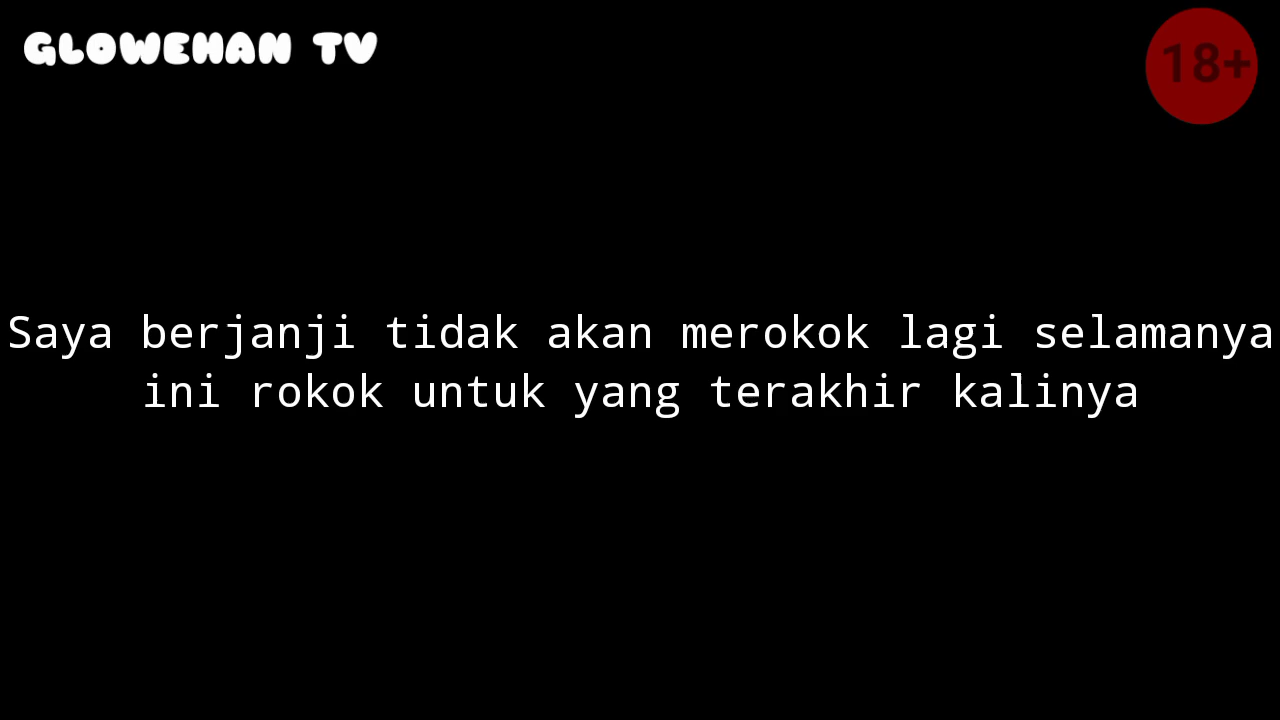 GLOWEHAN TV
18+
Saya berjanji tidak akan merokok lagi selamanya
ini rokok untuk yang terakhir kalinya